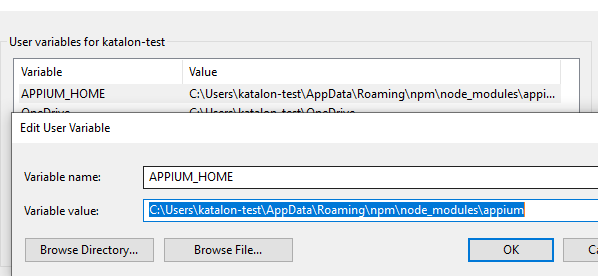 User variables for katalon-test
Variable Value
APPIUM_HOME C:\Users\katalon-test\AppData\Roaming\npm\node_modules\appi...
Edit User Variable
Variable name: APPIUM_HOME
Variable value: C:\Users\katalon-test\AppData\Roaming\npm\node_modules\appium
Browse Directory... Browse File... OK Ca